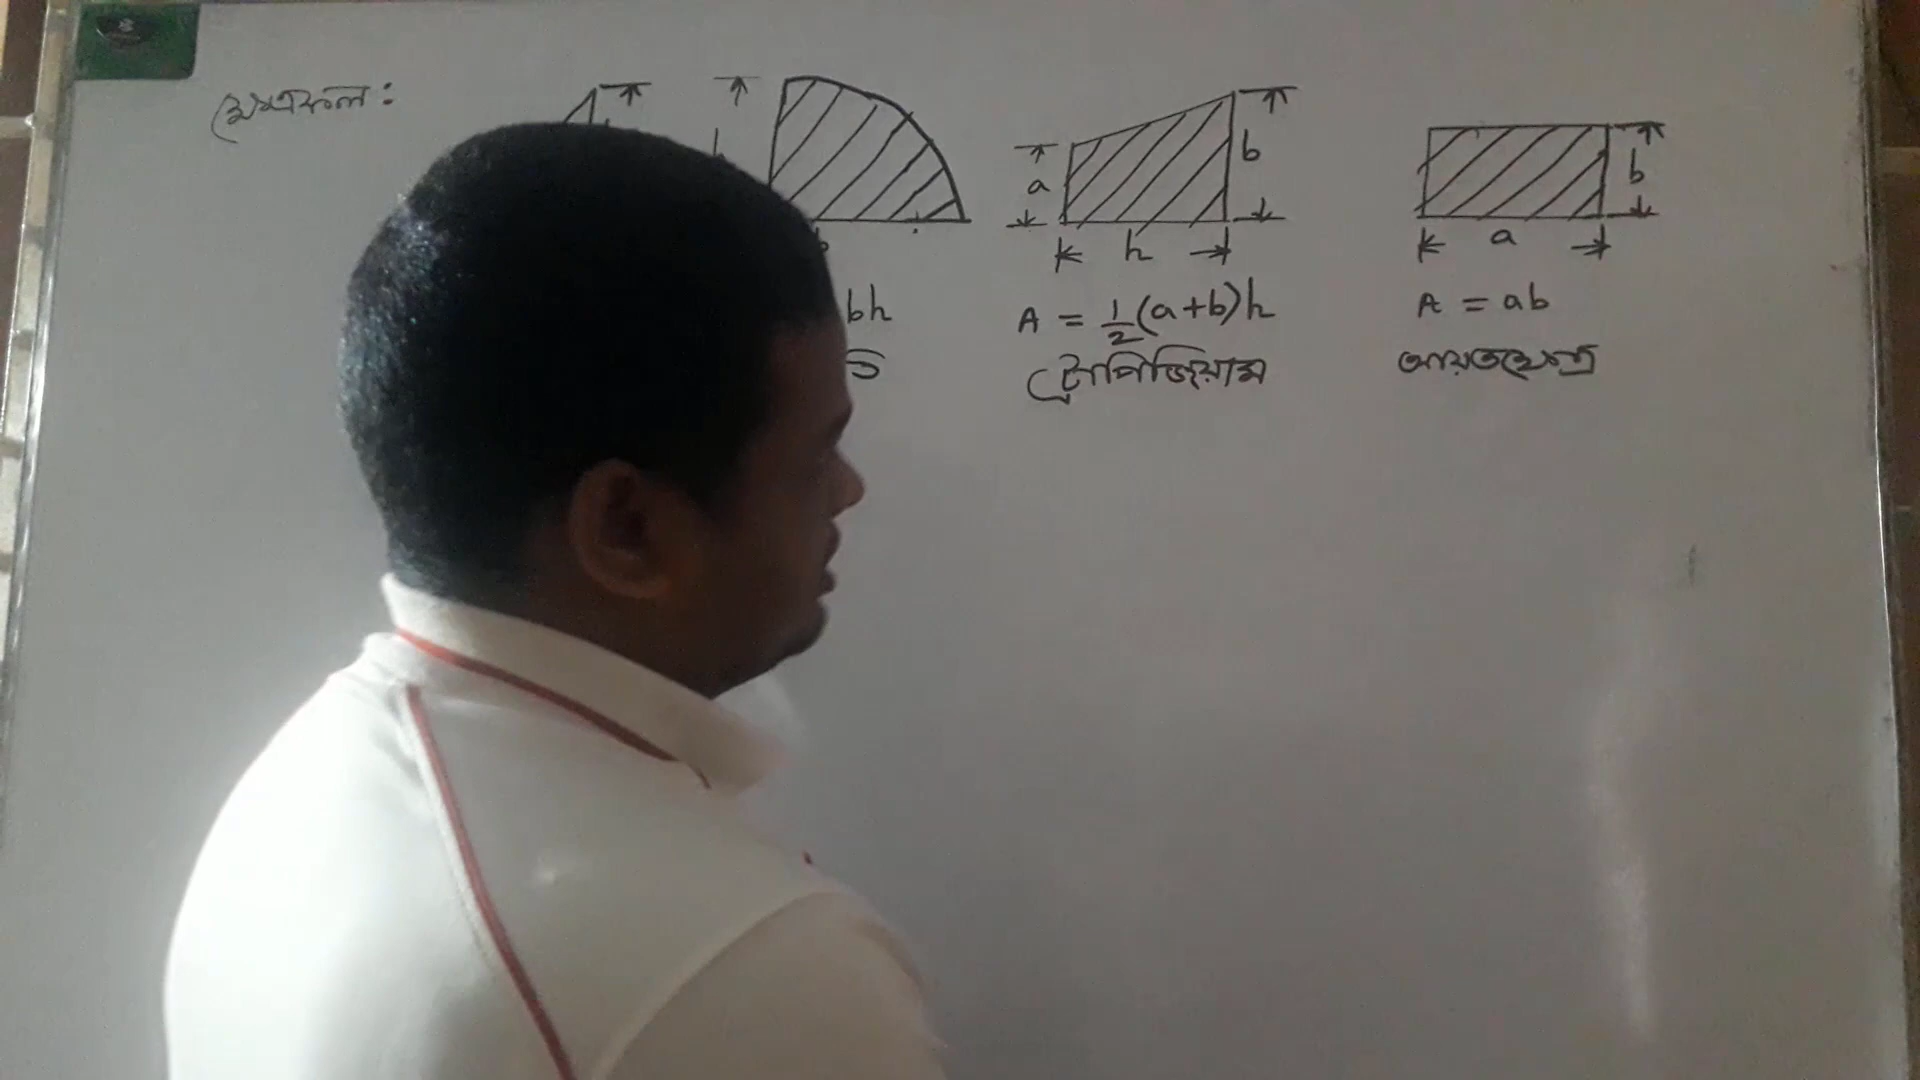 ক্ষেত্রফল:
b
a
b
h
a
bh
A = 1/2 (a+b)h
A = ab
ট্রাপিজিয়াম
আয়তক্ষেত্র